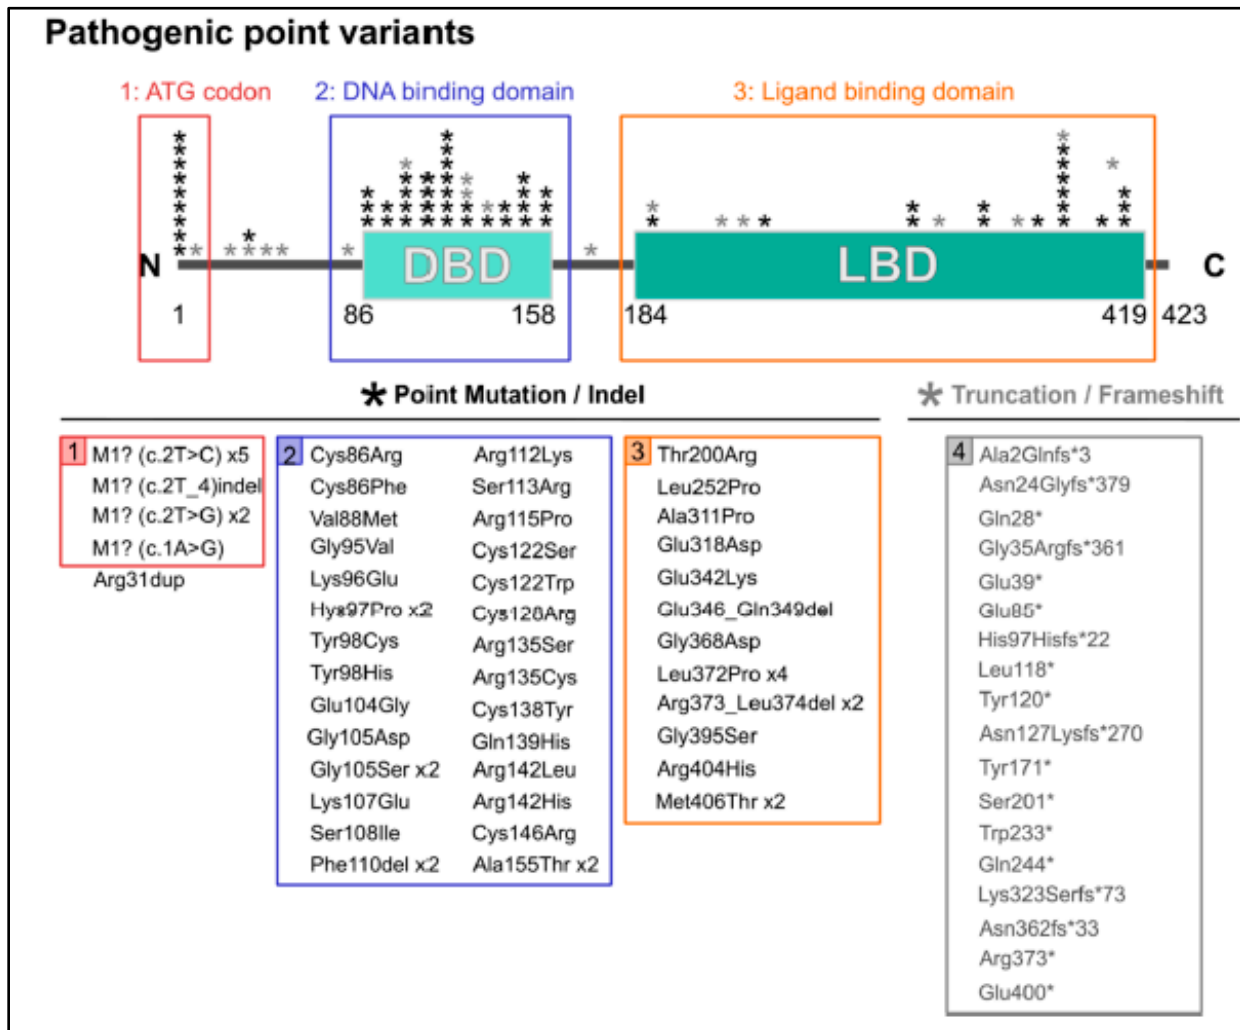 Pathogenic point variants
1: ATG codon
2: DNA binding domain
3: Ligand binding domain
N
DBD
LBD
C
1
86
158
184
419
423
* Point Mutation / Indel
* Truncation / Frameshift
1
M1? (c.2T>C) x5
M1? (c.2T_4)indel
M1? (c.2T>G) x2
M1? (c.1A>G)
Arg31dup
2
Cys86Arg
Cys86Phe
Val88Met
Gly95Val
Lys96Glu
Hys97Pro x2
Tyr98Cys
Tyr98His
Glu104Gly
Gly105Asp
Gly105Ser x2
Lys107Glu
Ser108Ile
Phe110del x2
Arg112Lys
Ser113Arg
Arg115Pro
Cys122Ser
Cys122Trp
Cys128Arg
Arg135Ser
Arg135Cys
Cys138Tyr
Gln139His
Arg142Leu
Arg142His
Cys146Arg
Ala155Thr x2
3
Thr200Arg
Leu252Pro
Ala311Pro
Glu318Asp
Glu342Lys
Glu346_Gln349del
Gly368Asp
Leu372Pro x4
Arg373_Leu374del x2
Gly395Ser
Arg404His
Met406Thr x2
4
Ala2Glnfs*3
Asn24Glyfs*379
Gln28*
Gly35Argfs*361
Glu39*
Glu85*
His97Hisfs*22
Leu118*
Tyr120*
Asn127Lysfs*270
Tyr171*
Ser201*
Trp233*
Gln244*
Lys323Serfs*73
Asn362fs*33
Arg373*
Glu400*